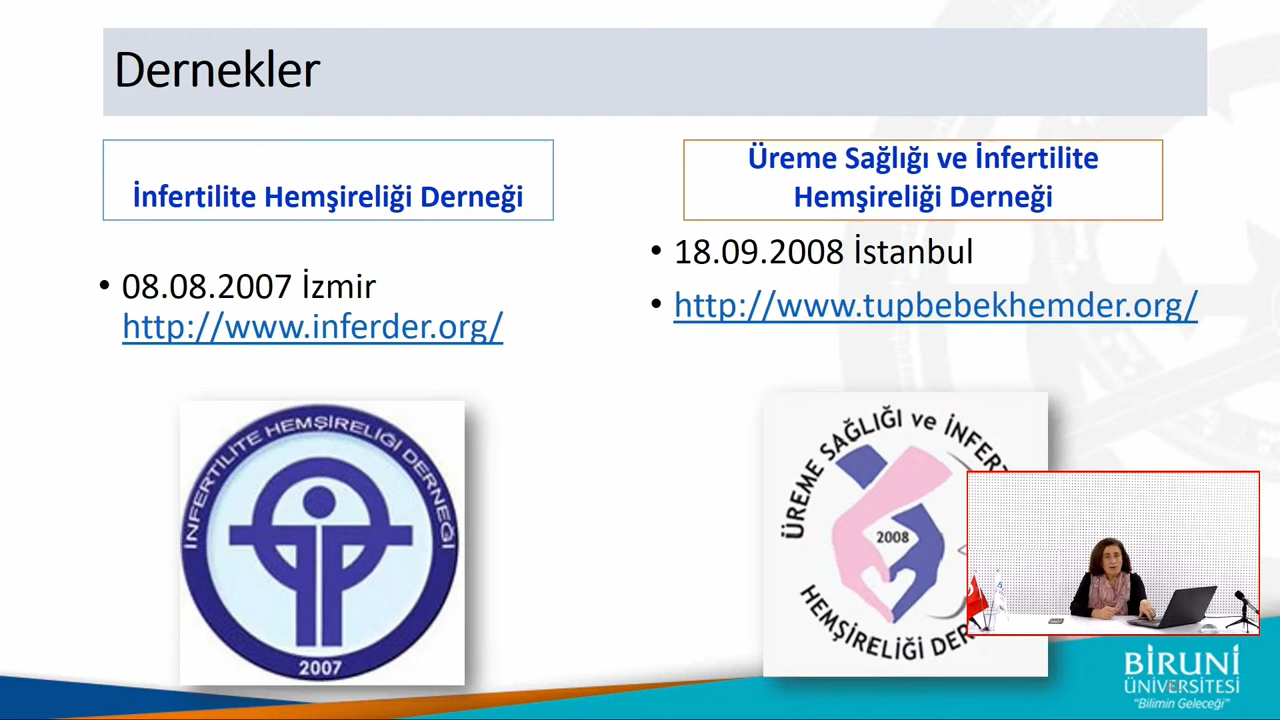 Dernekler
İnfertilite Hemşireliği Derneği
08.08.2007 İzmir
http://www.inferder.org/
Üreme Sağlığı ve İnfertilite
Hemşireliği Derneği
18.09.2008 İstanbul
http://www.tupbebekhemder.org/
İNFERTİLİTE HEMŞİRELİĞİ DERNEĞİ
2007
ÜREME SAĞLIĞI ve İNFERT
2008
HEMŞİRELİĞİ DER
BİRUNİ
ÜNİVERSİTESİ
"Bilimin Geleceği"